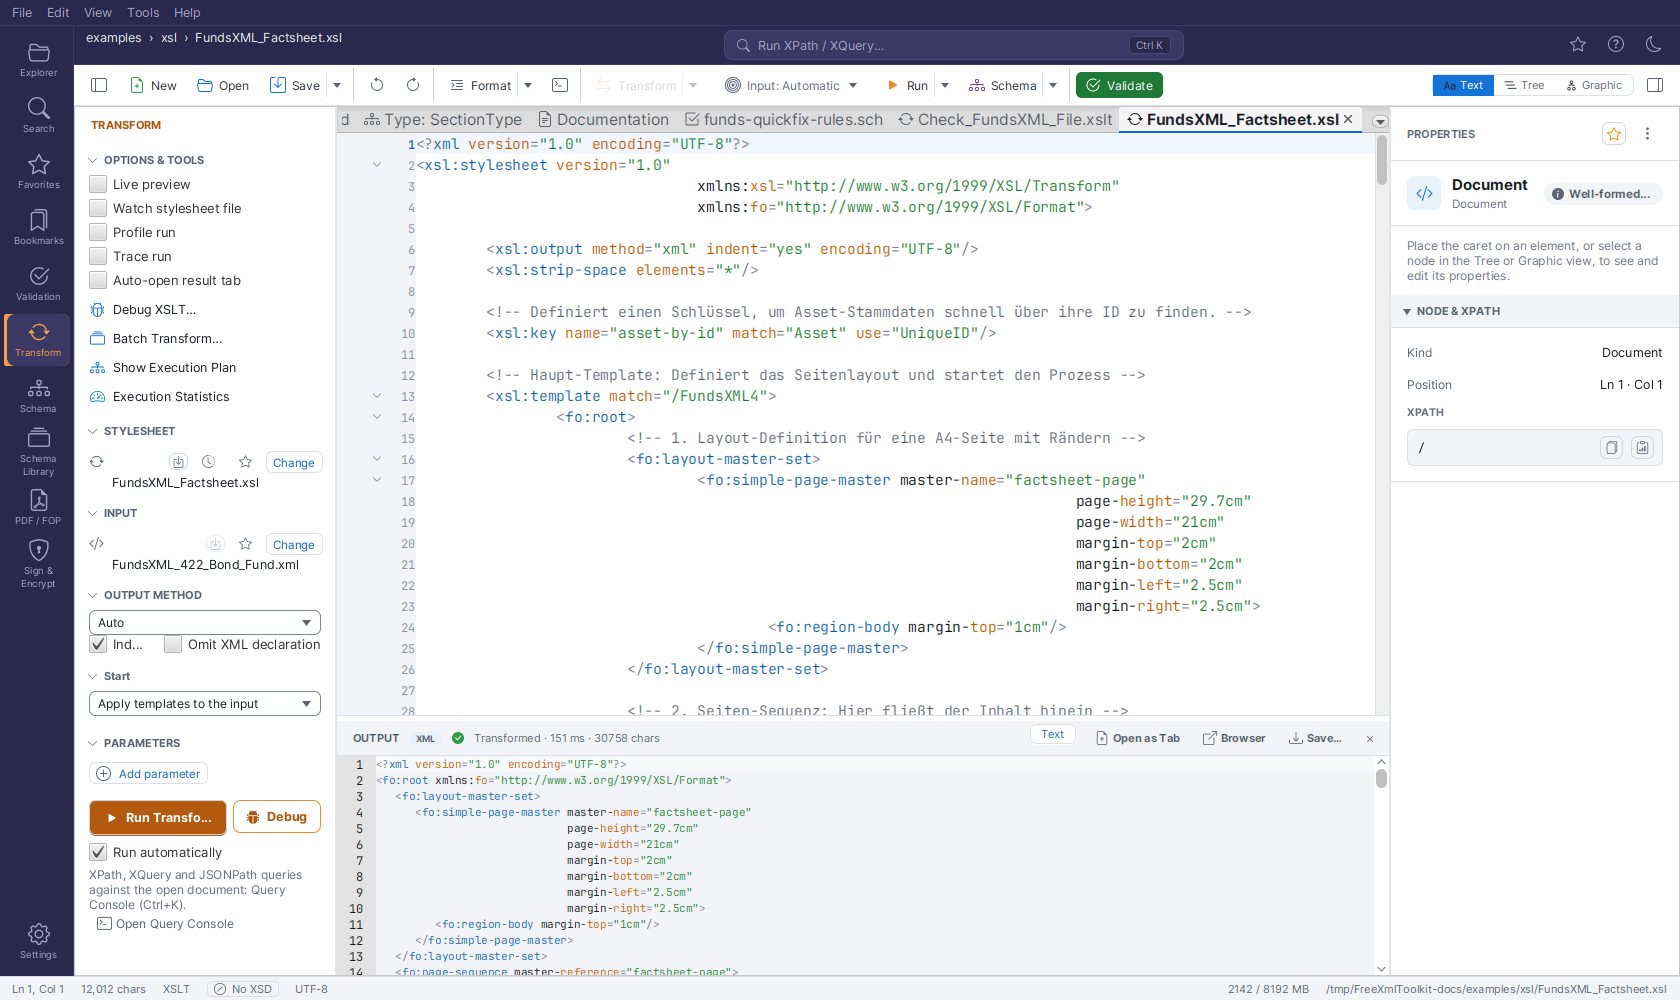 File Edit View Tools Help
examples › xsl › FundsXML_Factsheet.xsl
Run XPath / XQuery... Ctrl K
New Open Save Format Transform Input: Automatic Run Schema Validate Aa Text Tree Graphic
Explorer
Search
Favorites
Bookmarks
Validation
Transform
Schema
Schema Library
PDF / FOP
Sign & Encrypt
Settings
TRANSFORM
OPTIONS & TOOLS
Live preview
Watch stylesheet file
Profile run
Trace run
Auto-open result tab
Debug XSLT...
Batch Transform...
Show Execution Plan
Execution Statistics
STYLESHEET
Change
FundsXML_Factsheet.xsl
INPUT
Change
FundsXML_422_Bond_Fund.xml
OUTPUT METHOD
Auto
Ind... Omit XML declaration
Start
Apply templates to the input
PARAMETERS
Add parameter
Run Transfo... Debug
Run automatically
XPath, XQuery and JSONPath queries
against the open document: Query
Console (Ctrl+K).
Open Query Console
d Type: SectionType Documentation funds-quickfix-rules.sch Check_FundsXML_File.xslt FundsXML_Factsheet.xsl
1 <?xml version="1.0" encoding="UTF-8"?>
2 <xsl:stylesheet version="1.0"
3 xmlns:xsl="http://www.w3.org/1999/XSL/Transform"
4 xmlns:fo="http://www.w3.org/1999/XSL/Format">
5
6 <xsl:output method="xml" indent="yes" encoding="UTF-8"/>
7 <xsl:strip-space elements="*"/>
8
9 <!-- Definiert einen Schlüssel, um Asset-Stammdaten schnell über ihre ID zu finden. -->
10 <xsl:key name="asset-by-id" match="Asset" use="UniqueID"/>
11
12 <!-- Haupt-Template: Definiert das Seitenlayout und startet den Prozess -->
13 <xsl:template match="/FundsXML4">
14 <fo:root>
15 <!-- 1. Layout-Definition für eine A4-Seite mit Rändern -->
16 <fo:layout-master-set>
17 <fo:simple-page-master master-name="factsheet-page"
18 page-height="29.7cm"
19 page-width="21cm"
20 margin-top="2cm"
21 margin-bottom="2cm"
22 margin-left="2.5cm"
23 margin-right="2.5cm">
24 <fo:region-body margin-top="1cm"/>
25 </fo:simple-page-master>
26 </fo:layout-master-set>
27
28 <!-- 2. Seiten-Sequenz: Hier fließt der Inhalt hinein -->
OUTPUT XML Transformed · 151 ms · 30758 chars Text Open as Tab Browser Save...
1 <?xml version="1.0" encoding="UTF-8"?>
2 <fo:root xmlns:fo="http://www.w3.org/1999/XSL/Format">
3 <fo:layout-master-set>
4 <fo:simple-page-master master-name="factsheet-page"
5 page-height="29.7cm"
6 page-width="21cm"
7 margin-top="2cm"
8 margin-bottom="2cm"
9 margin-left="2.5cm"
10 margin-right="2.5cm">
11 <fo:region-body margin-top="1cm"/>
12 </fo:simple-page-master>
13 </fo:layout-master-set>
14 <fo:page-sequence master-reference="factsheet-page">
PROPERTIES
Document
Document
Well-formed...
Place the caret on an element, or select a
node in the Tree or Graphic view, to see and
edit its properties.
NODE & XPATH
Kind Document
Position Ln 1 · Col 1
XPATH
/
Ln 1, Col 1 12,012 chars XSLT No XSD UTF-8 2142 / 8192 MB /tmp/FreeXmlToolkit-docs/examples/xsl/FundsXML_Factsheet.xsl